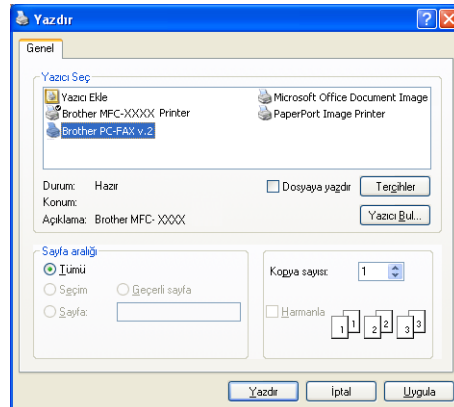 Yazdır
Genel
Yazıcı Seç
Yazıcı Ekle
Microsoft Office Document Image
Brother MFC-XXXX Printer
PaperPort Image Printer
Brother PC-FAX v.2
Durum: Hazır
Dosyaya yazdır
Tercihler
Konum:
Açıklama: Brother MFC- XXXX
Yazıcı Bul...
Sayfa aralığı
Tümü
Seçim
Geçerli sayfa
Sayfa:
Kopya sayısı: 1
Harmanla
1 1 2 2 3 3
Yazdır İptal Uygula